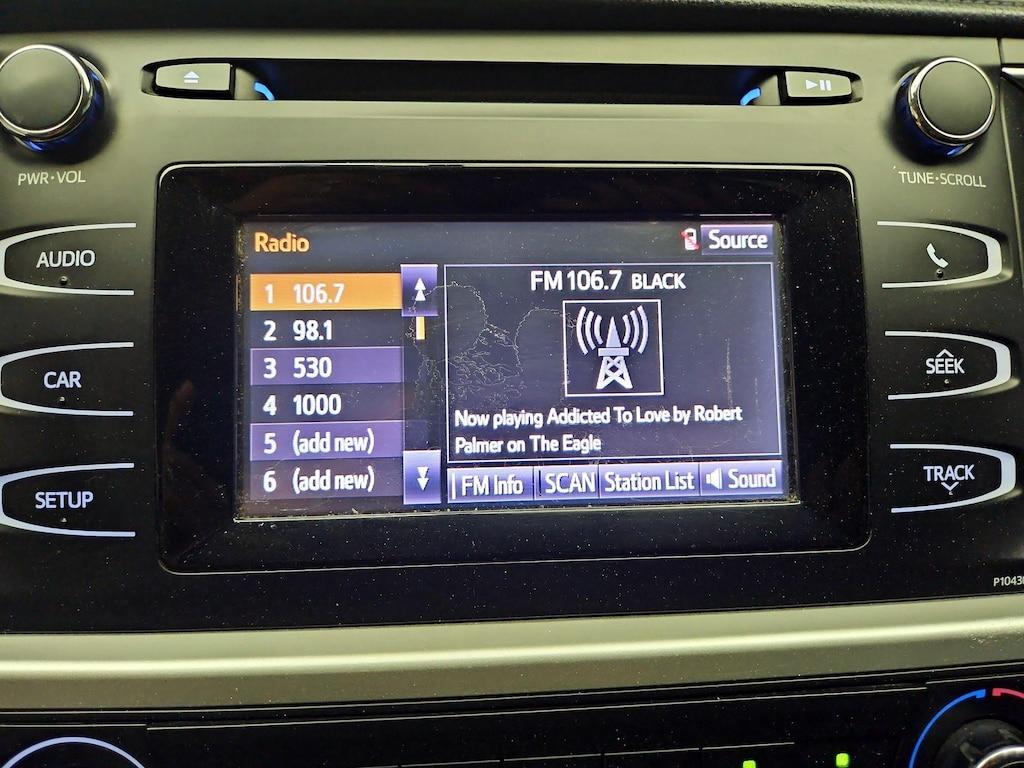 PWR·VOL
TUNE·SCROLL
AUDIO
CAR
SETUP
Radio
Source
1 106.7
2 98.1
3 530
4 1000
5 (add new)
6 (add new)
FM 106.7 BLACK
Now playing Addicted To Love by Robert
Palmer on The Eagle
FM Info
SCAN
Station List
Sound
SEEK
TRACK